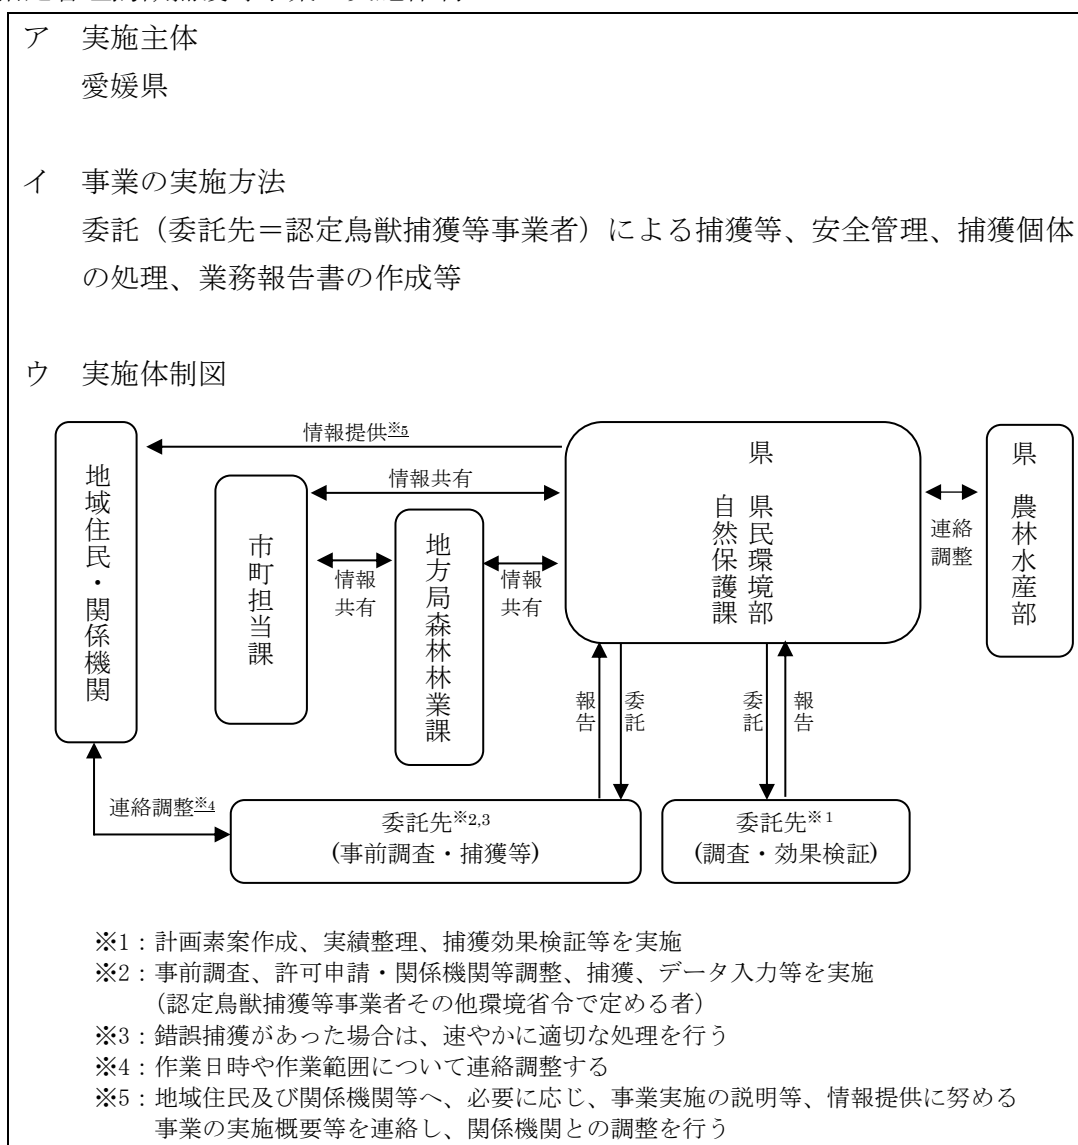 ア 実施主体
愛媛県
イ 事業の実施方法
委託(委託先=認定鳥獣捕獲等事業者)による捕獲等、安全管理、捕獲個体
の処理、業務報告書の作成等
ウ 実施体制図
情報提供※5
情報共有
地域住民・関係機関
市町担当課
情報
共有
地方局森林林業課
情報
共有
県 県民環境部
自然保護課
連絡
調整
県 農林水産部
報告
委託
委託
報告
連絡調整※4
委託先※2,3
(事前調査・捕獲等)
委託先※1
(調査・効果検証)
※1:計画素案作成、実績整理、捕獲効果検証等を実施
※2:事前調査、許可申請・関係機関等調整、捕獲、データ入力等を実施
(認定鳥獣捕獲等事業者その他環境省令で定める者)
※3:錯誤捕獲があった場合は、速やかに適切な処理を行う
※4:作業日時や作業範囲について連絡調整する
※5:地域住民及び関係機関等へ、必要に応じ、事業実施の説明等、情報提供に努める
事業の実施概要等を連絡し、関係機関との調整を行う